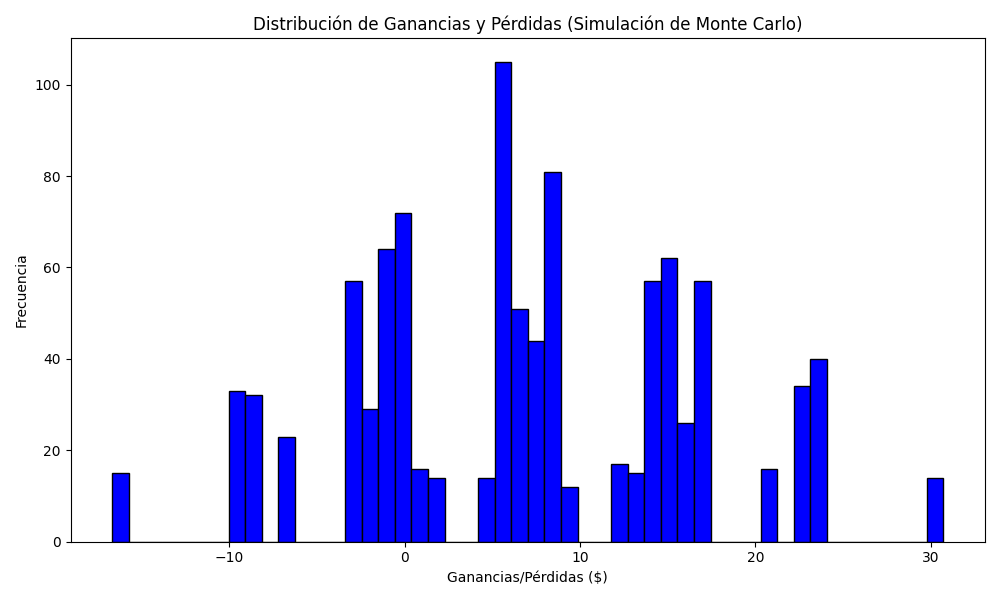 Distribución de Ganancias y Pérdidas (Simulación de Monte Carlo)
Frecuencia
100
80
60
40
20
0
−10 0 10 20 30
Ganancias/Pérdidas ($)